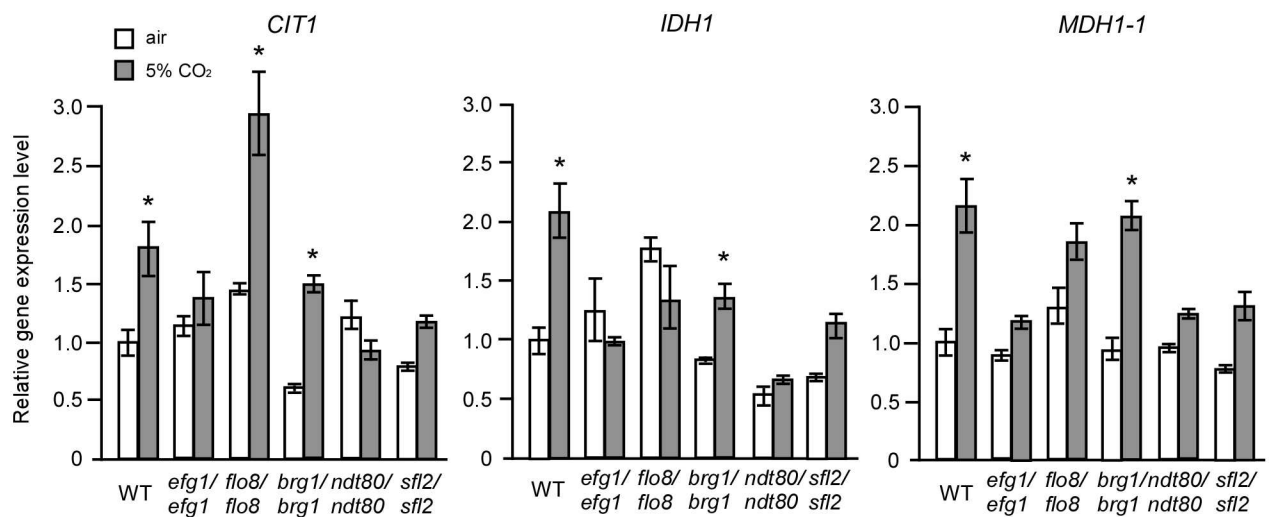 CIT1
IDH1
MDH1-1
air
5% CO₂
*
*
*
*
*
*
*
Relative gene expression level
3.0
2.5
2.0
1.5
1.0
0.5
0
3.0
2.5
2.0
1.5
1.0
0.5
0
3.0
2.5
2.0
1.5
1.0
0.5
0
WT
efg1/
efg1
flo8/
flo8
brg1/
brg1
ndt80/
ndt80
sfl2/
sfl2
WT
efg1/
efg1
flo8/
flo8
brg1/
brg1
ndt80/
ndt80
sfl2/
sfl2
WT
efg1/
efg1
flo8/
flo8
brg1/
brg1
ndt80/
ndt80
sfl2/
sfl2